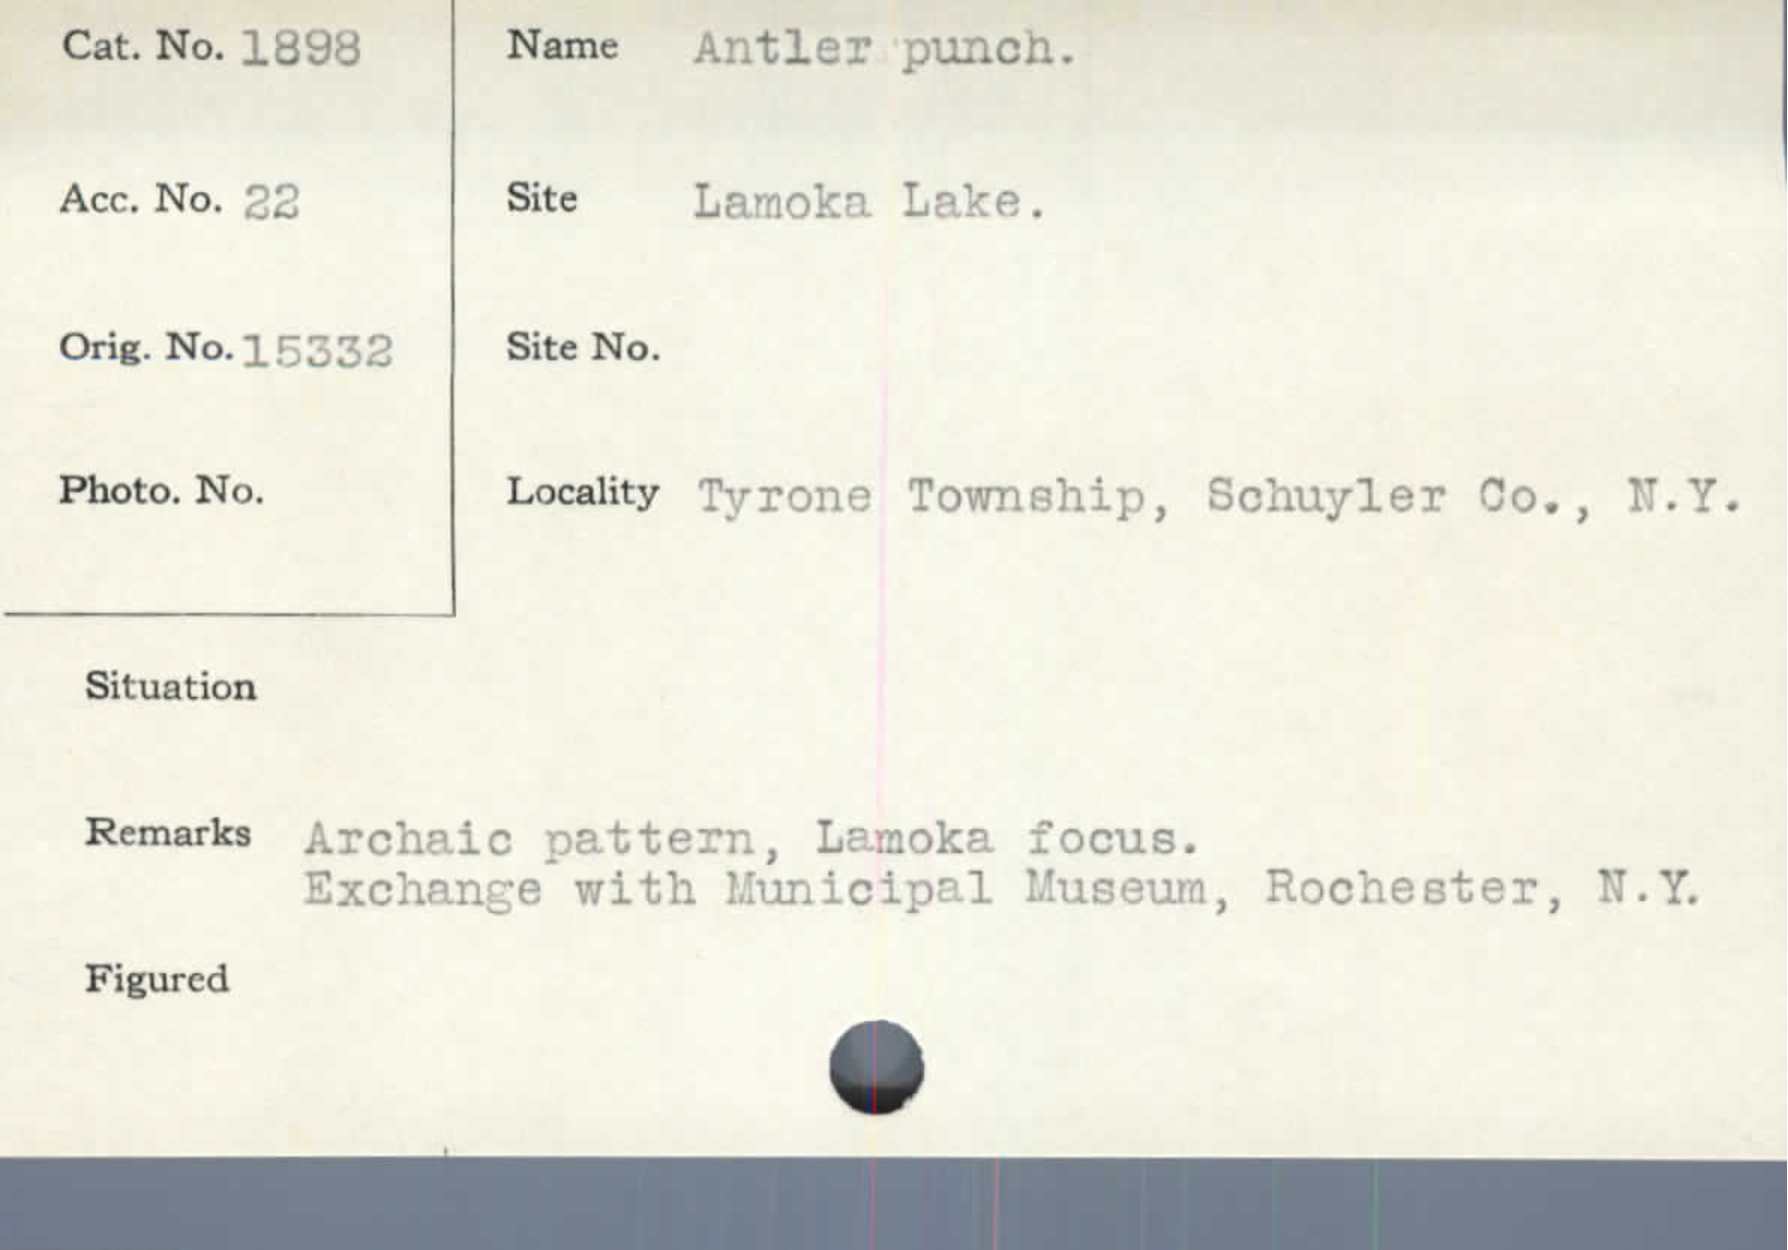 Cat. No. 1898
Name Antler punch.
Acc. No. 22
Site Lamoka Lake.
Orig. No. 15332
Site No.
Photo. No.
Locality Tyrone Township, Schuyler Co., N.Y.
Situation
Remarks Archaic pattern, Lamoka focus.
Exchange with Municipal Museum, Rochester, N.Y.
Figured